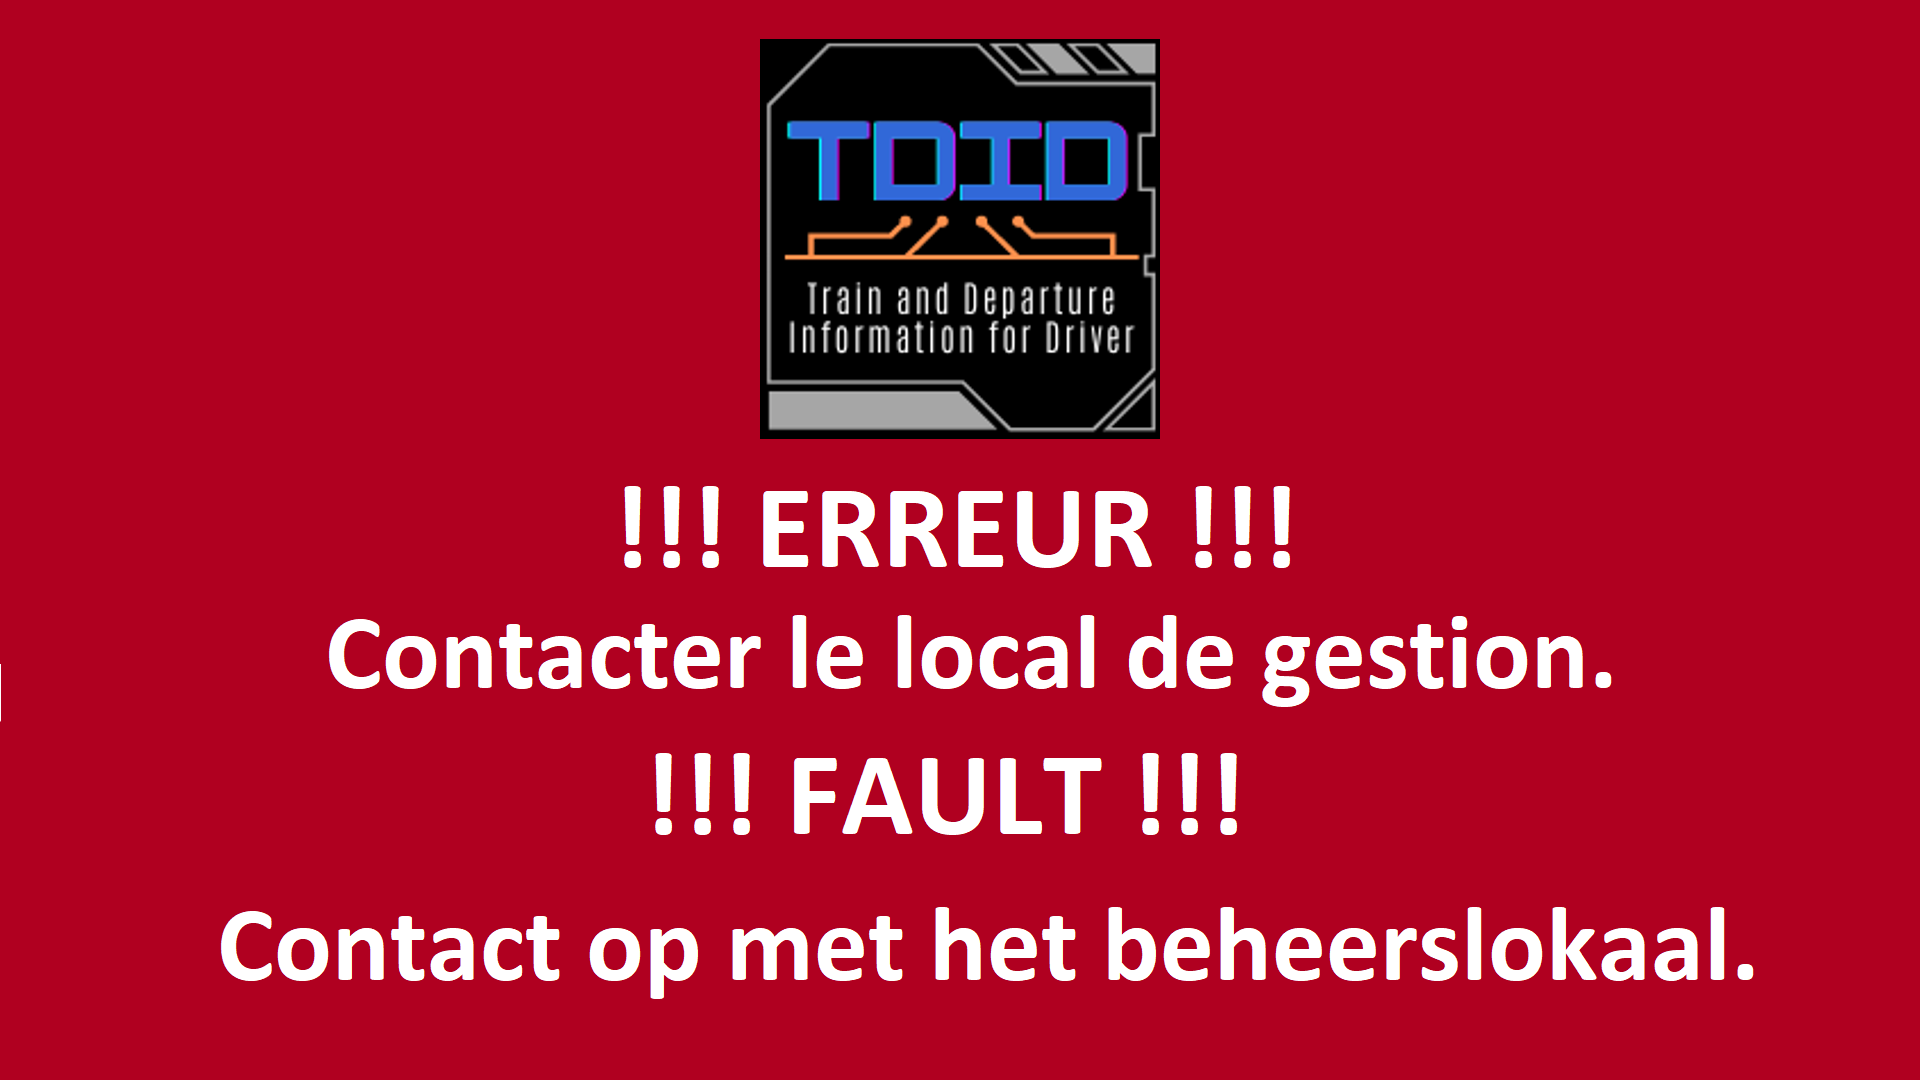 TDID
Train and Departure
Information for Driver
!!! ERREUR !!!
Contacter le local de gestion.
!!! FAULT !!!
Contact op met het beheerslokaal.